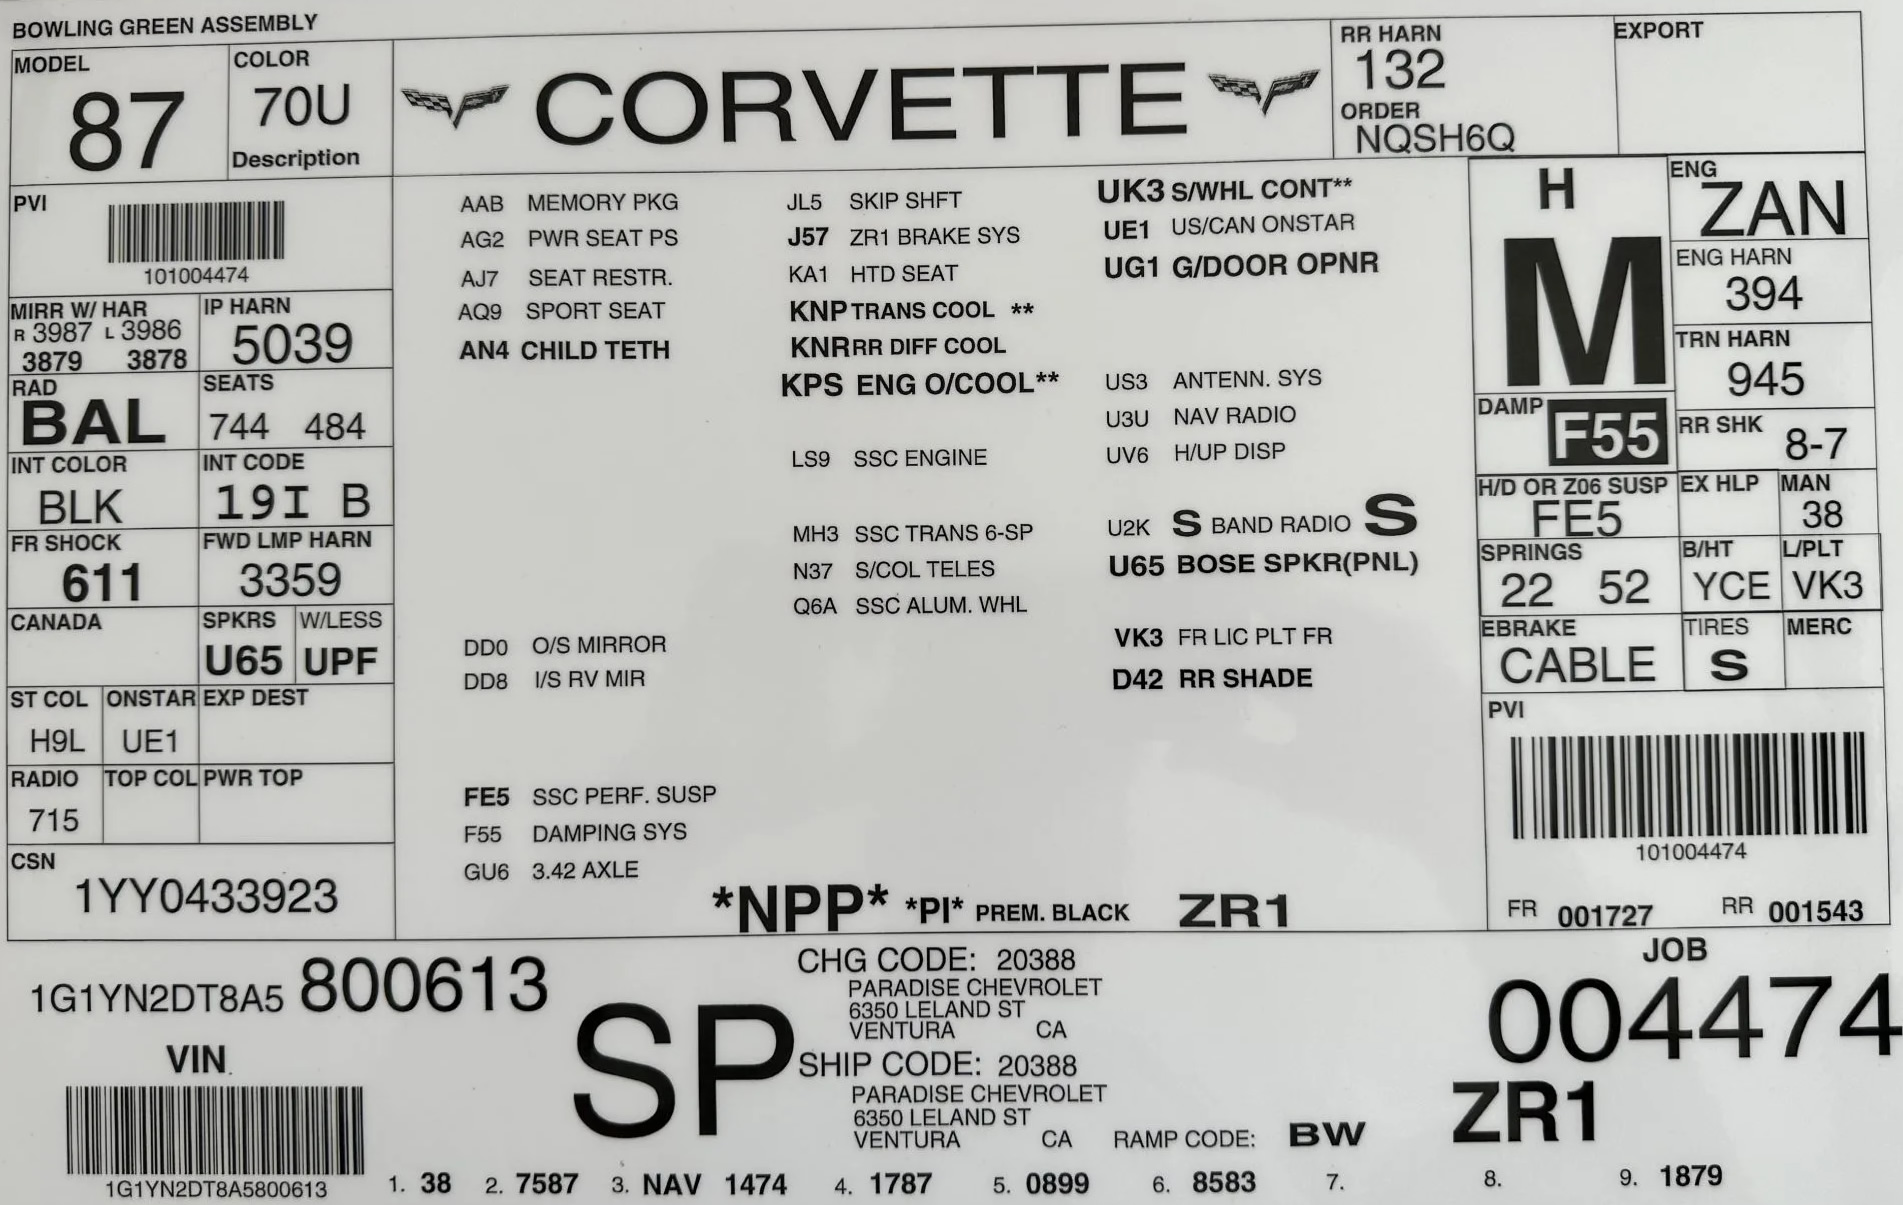 BOWLING GREEN ASSEMBLY
MODEL
87
COLOR
70U
Description
CORVETTE
RR HARN
132
ORDER
NQSH6Q
EXPORT
PVI
101004474
MIRR W/ HAR
R 3987 L 3986
3879 3878
IP HARN
5039
RAD
BAL
SEATS
744 484
INT COLOR
BLK
INT CODE
19I B
FR SHOCK
611
FWD LMP HARN
3359
CANADA
SPKRS
U65
W/LESS
UPF
ST COL
H9L
ONSTAR
UE1
EXP DEST
RADIO
715
TOP COL
PWR TOP
CSN
1YY0433923
AAB MEMORY PKG
AG2 PWR SEAT PS
AJ7 SEAT RESTR.
AQ9 SPORT SEAT
AN4 CHILD TETH
DD0 O/S MIRROR
DD8 I/S RV MIR
FE5 SSC PERF. SUSP
F55 DAMPING SYS
GU6 3.42 AXLE
JL5 SKIP SHFT
J57 ZR1 BRAKE SYS
KA1 HTD SEAT
KNP TRANS COOL **
KNR RR DIFF COOL
KPS ENG O/COOL**
LS9 SSC ENGINE
MH3 SSC TRANS 6-SP
N37 S/COL TELES
Q6A SSC ALUM. WHL
UK3 S/WHL CONT**
UE1 US/CAN ONSTAR
UG1 G/DOOR OPNR
US3 ANTENN. SYS
U3U NAV RADIO
UV6 H/UP DISP
U2K S BAND RADIO S
U65 BOSE SPKR(PNL)
VK3 FR LIC PLT FR
D42 RR SHADE
*NPP* *PI* PREM. BLACK ZR1
H
M
ENG
ZAN
ENG HARN
394
TRN HARN
945
DAMP
F55
RR SHK
8-7
H/D OR Z06 SUSP
FE5
EX HLP
MAN
38
SPRINGS
22 52
B/HT
YCE
L/PLT
VK3
EBRAKE
CABLE
TIRES
S
MERC
PVI
101004474
FR 001727 RR 001543
1G1YN2DT8A5 800613
VIN
1G1YN2DT8A5800613
SP
CHG CODE: 20388
PARADISE CHEVROLET
6350 LELAND ST
VENTURA CA
SHIP CODE: 20388
PARADISE CHEVROLET
6350 LELAND ST
VENTURA CA
RAMP CODE: BW
JOB
004474
ZR1
1. 38 2. 7587 3. NAV 1474 4. 1787 5. 0899 6. 8583 7. 8. 9. 1879